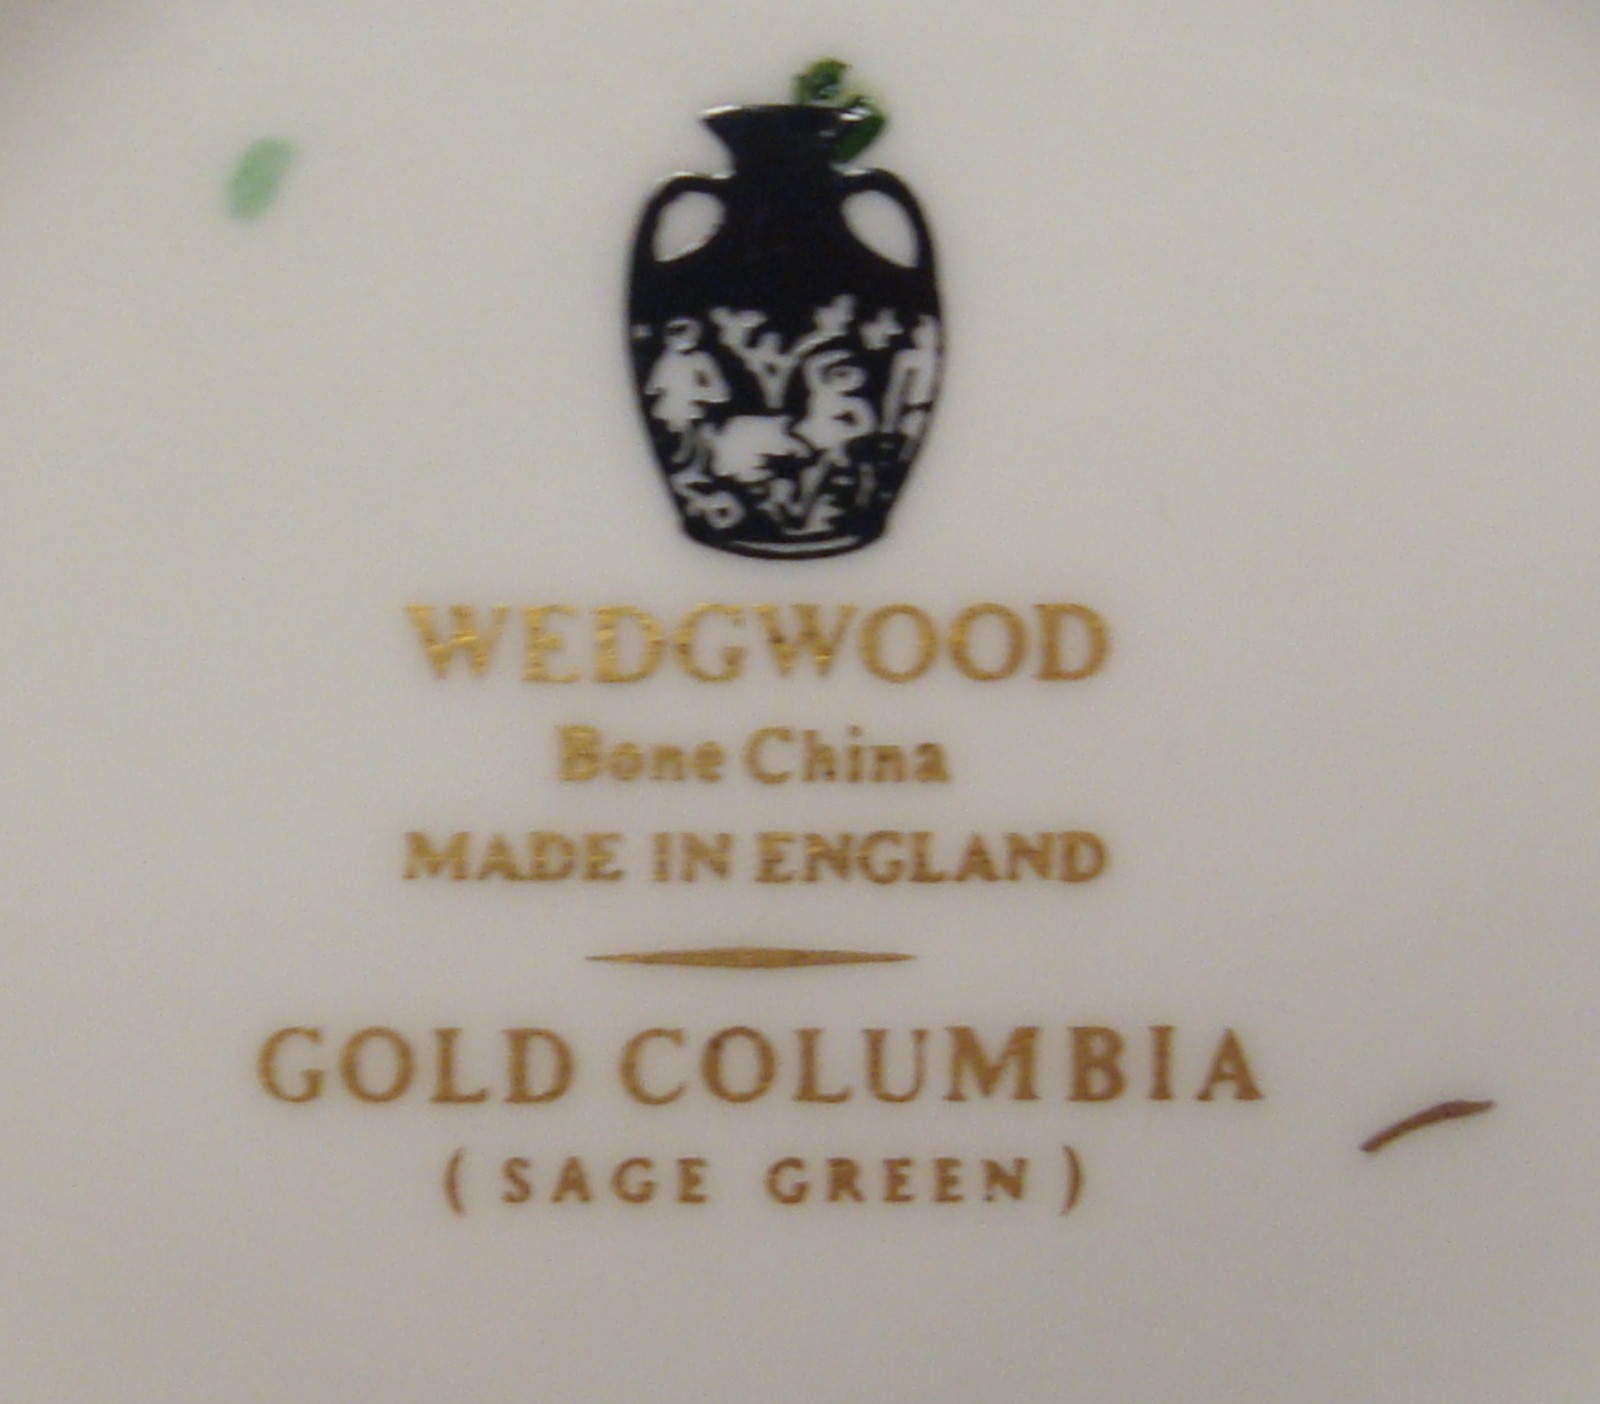 WEDGWOOD
Bone China
MADE IN ENGLAND
GOLD COLUMBIA
( SAGE GREEN )